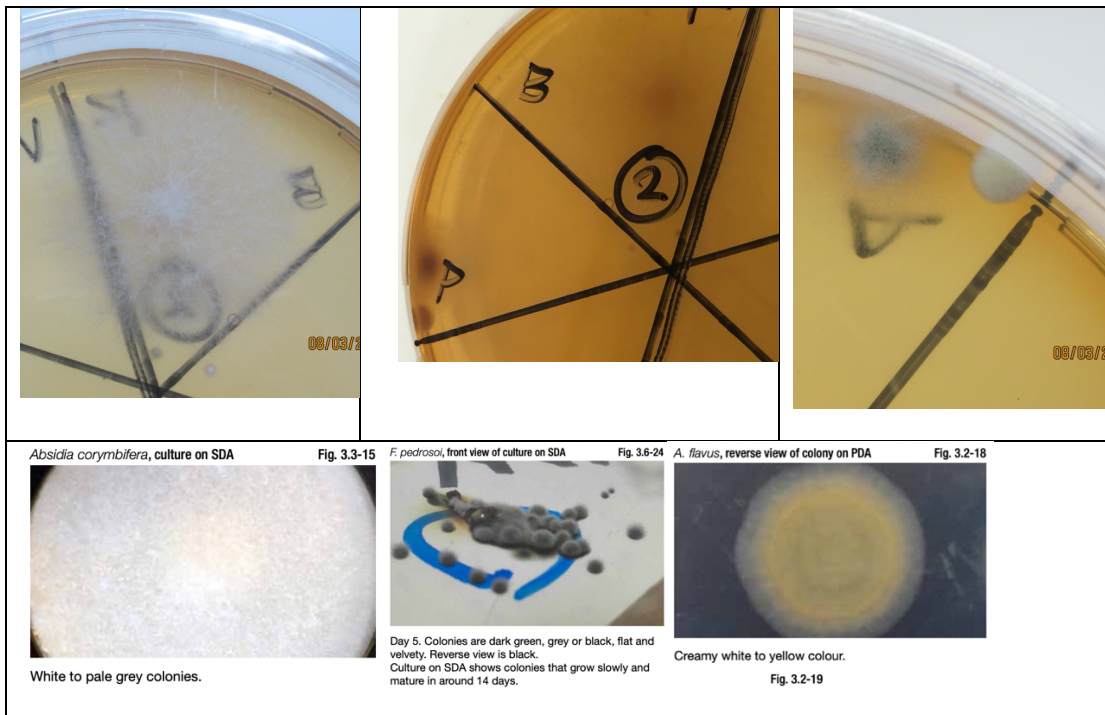 B
2
A
08/03/2
A
08/03/2
Absidia corymbifera, culture on SDA Fig. 3.3-15
White to pale grey colonies.
F. pedrosoi, front view of culture on SDA Fig. 3.6-24
Day 5. Colonies are dark green, grey or black, flat and
velvety. Reverse view is black.
Culture on SDA shows colonies that grow slowly and
mature in around 14 days.
A. flavus, reverse view of colony on PDA Fig. 3.2-18
Creamy white to yellow colour.
Fig. 3.2-19